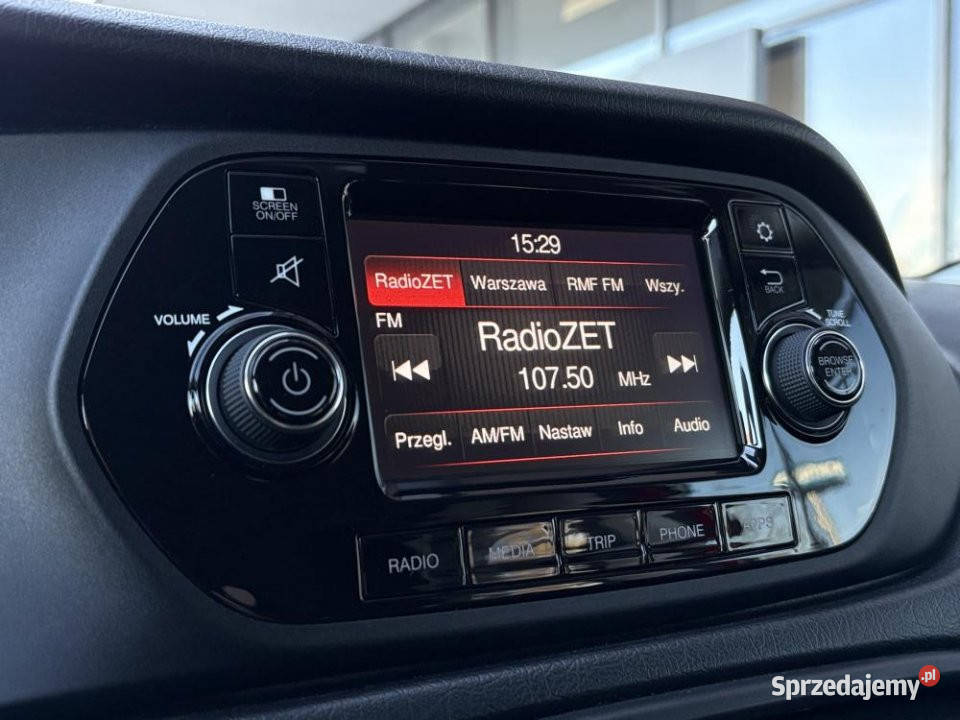 SCREEN
ON/OFF
VOLUME
15:29
RadioZET Warszawa RMF FM Wszy.
FM
RadioZET
107.50 MHz
Przegl. AM/FM Nastaw Info Audio
BACK
TUNE
SCROLL
BROWSE
ENTER
RADIO MEDIA TRIP PHONE APPS
Sprzedajemy.pl